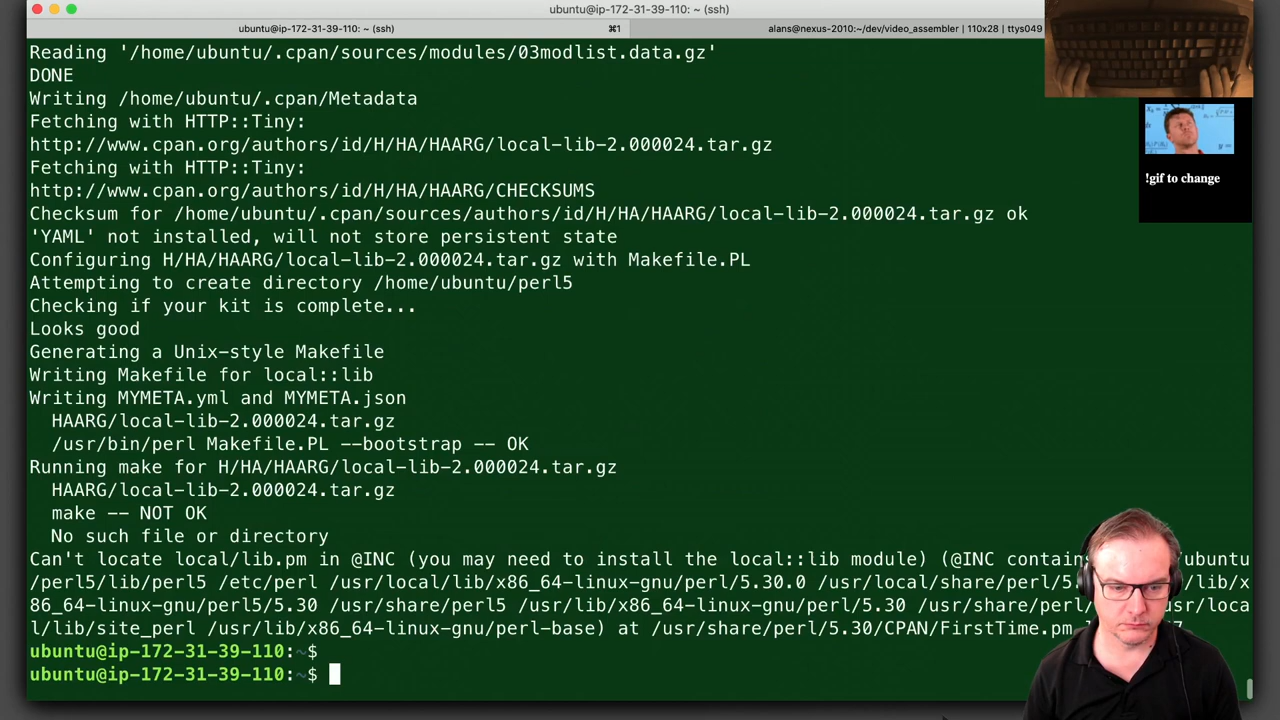 ubuntu@ip-172-31-39-110: ~ (ssh)
ubuntu@ip-172-31-39-110: ~ (ssh) ⌘1 alans@nexus-2010:~/dev/video_assembler | 110x28 | ttys049
Reading '/home/ubuntu/.cpan/sources/modules/03modlist.data.gz'
DONE
Writing /home/ubuntu/.cpan/Metadata
Fetching with HTTP::Tiny:
http://www.cpan.org/authors/id/H/HA/HAARG/local-lib-2.000024.tar.gz
Fetching with HTTP::Tiny:
http://www.cpan.org/authors/id/H/HA/HAARG/CHECKSUMS
!gif to change
Checksum for /home/ubuntu/.cpan/sources/authors/id/H/HA/HAARG/local-lib-2.000024.tar.gz ok
'YAML' not installed, will not store persistent state
Configuring H/HA/HAARG/local-lib-2.000024.tar.gz with Makefile.PL
Attempting to create directory /home/ubuntu/perl5
Checking if your kit is complete...
Looks good
Generating a Unix-style Makefile
Writing Makefile for local::lib
Writing MYMETA.yml and MYMETA.json
HAARG/local-lib-2.000024.tar.gz
/usr/bin/perl Makefile.PL --bootstrap -- OK
Running make for H/HA/HAARG/local-lib-2.000024.tar.gz
HAARG/local-lib-2.000024.tar.gz
make -- NOT OK
No such file or directory
Can't locate local/lib.pm in @INC (you may need to install the local::lib module) (@INC contain ubuntu
/perl5/lib/perl5 /etc/perl /usr/local/lib/x86_64-linux-gnu/perl/5.30.0 /usr/local/share/perl/5. lib/x
86_64-linux-gnu/perl5/5.30 /usr/share/perl5 /usr/lib/x86_64-linux-gnu/perl/5.30 /usr/share r/loca
l/lib/site_perl /usr/lib/x86_64-linux-gnu/perl-base) at /usr/share/perl/5.30/CPAN/FirstTime.pm
ubuntu@ip-172-31-39-110:~$
ubuntu@ip-172-31-39-110:~$